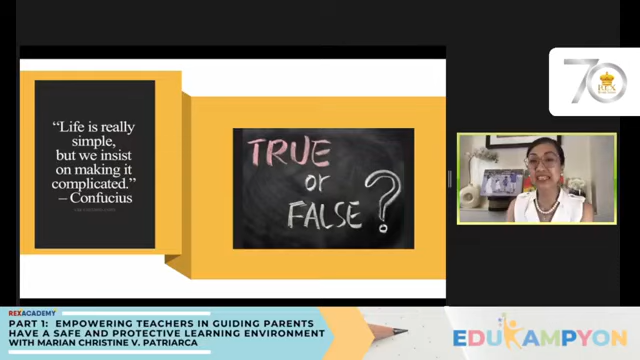 “Life is really
simple,
but we insist
on making it
complicated.”
– Confucius
TRUE
or
FALSE?
70
REX
REXACADEMY
PART 1: EMPOWERING TEACHERS IN GUIDING PARENTS
HAVE A SAFE AND PROTECTIVE LEARNING ENVIRONMENT
WITH MARIAN CHRISTINE V. PATRIARCA
EDUKAMPYON